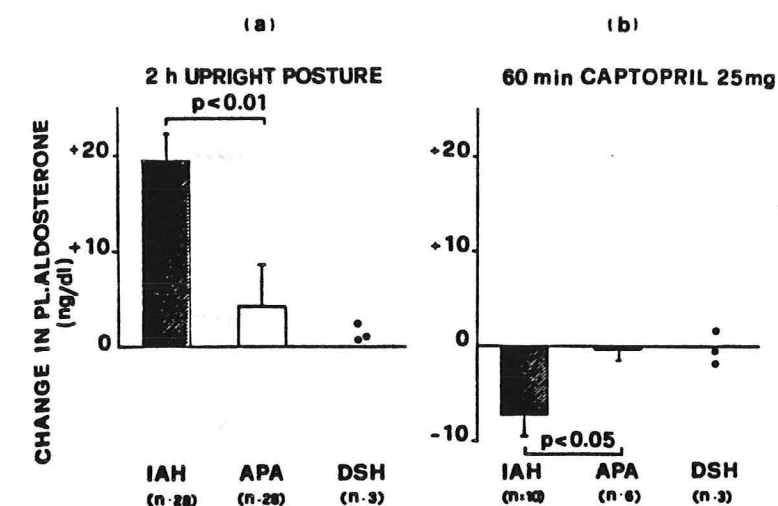 (a)
2 h UPRIGHT POSTURE
p<0.01
CHANGE IN PL.ALDOSTERONE
(ng/dl)
+20
+10
0
IAH
APA
DSH
(n·28)
(n·28)
(n·3)
(b)
60 min CAPTOPRIL 25mg
+20
+10
0
-10
p<0.05
IAH
APA
DSH
(n=10)
(n·6)
(n·3)